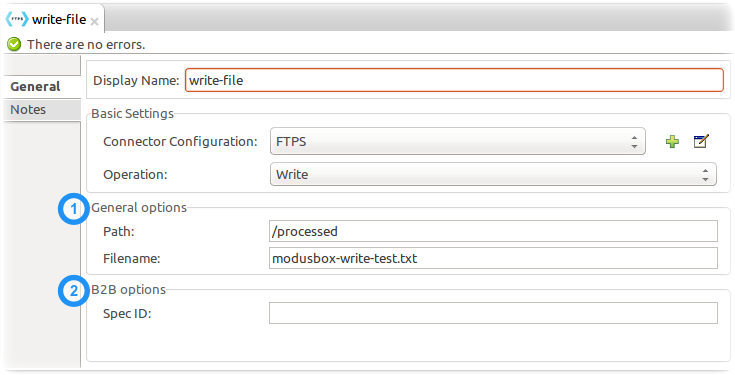 FTPS write-file
There are no errors.
General
Notes
Display Name: write-file
Basic Settings
Connector Configuration: FTPS
Operation: Write
1 General options
Path: /processed
Filename: modusbox-write-test.txt
2 B2B options
Spec ID: